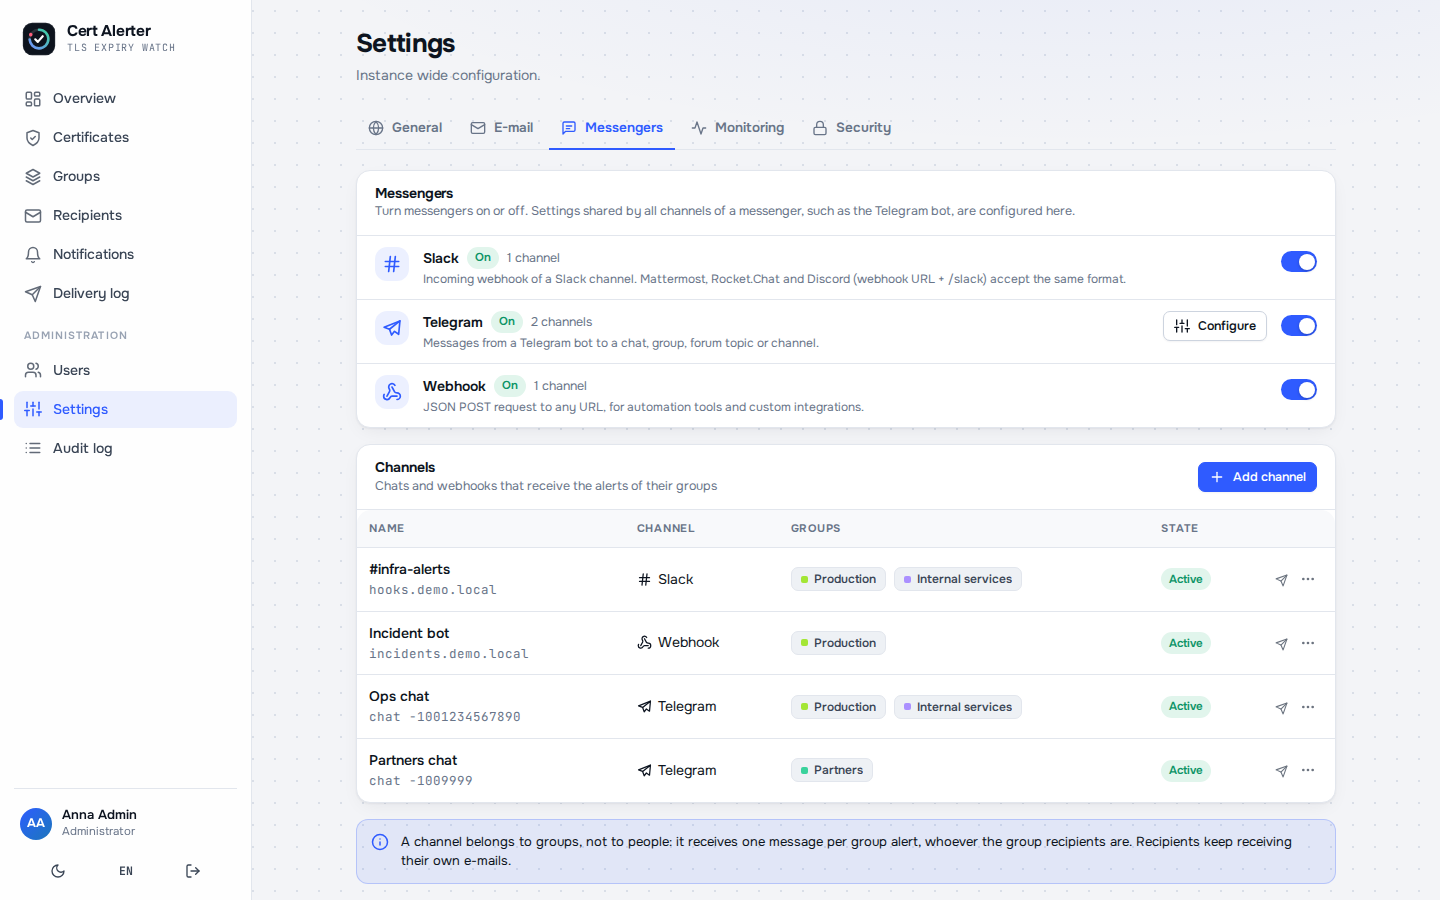 Cert Alerter
TLS EXPIRY WATCH
Overview
Certificates
Groups
Recipients
Notifications
Delivery log
ADMINISTRATION
Users
Settings
Audit log
AA
Anna Admin
Administrator
EN
Settings
Instance wide configuration.
General
E-mail
Messengers
Monitoring
Security
Messengers
Turn messengers on or off. Settings shared by all channels of a messenger, such as the Telegram bot, are configured here.
Slack On 1 channel
Incoming webhook of a Slack channel. Mattermost, Rocket.Chat and Discord (webhook URL + /slack) accept the same format.
Telegram On 2 channels
Messages from a Telegram bot to a chat, group, forum topic or channel.
Configure
Webhook On 1 channel
JSON POST request to any URL, for automation tools and custom integrations.
Channels
Chats and webhooks that receive the alerts of their groups
Add channel
NAME CHANNEL GROUPS STATE
#infra-alerts
hooks.demo.local
Slack
Production Internal services
Active
Incident bot
incidents.demo.local
Webhook
Production
Active
Ops chat
chat -1001234567890
Telegram
Production Internal services
Active
Partners chat
chat -1009999
Telegram
Partners
Active
A channel belongs to groups, not to people: it receives one message per group alert, whoever the group recipients are. Recipients keep receiving
their own e-mails.